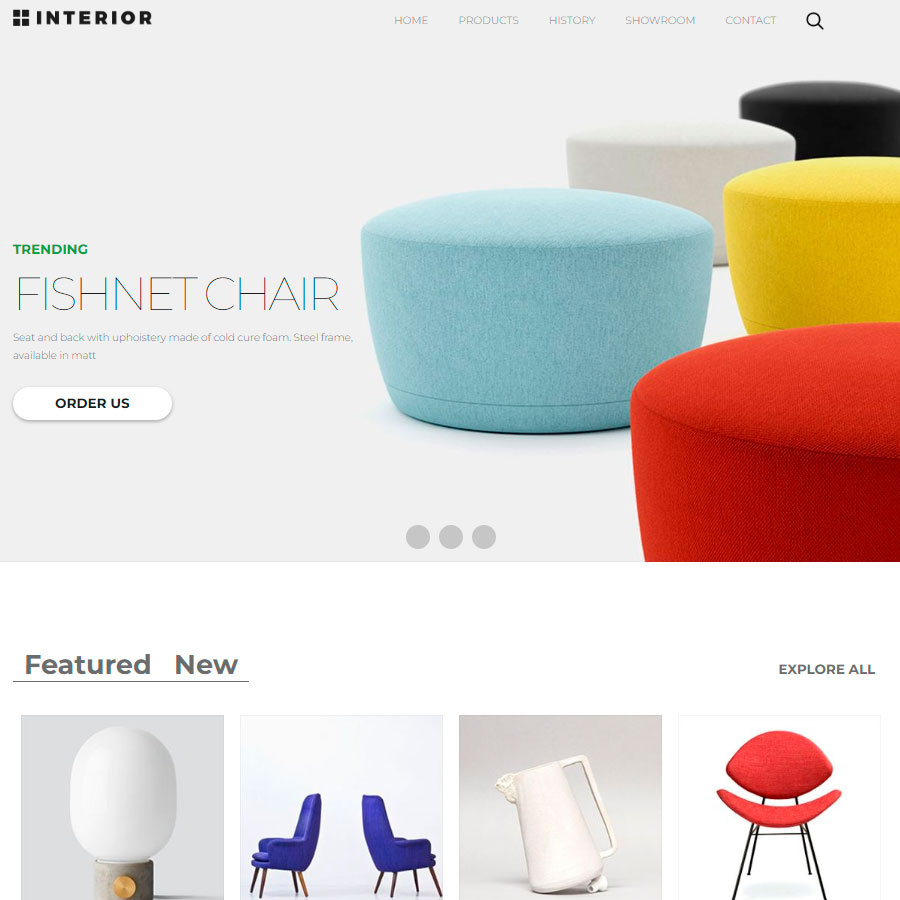 INTERIOR
HOME PRODUCTS HISTORY SHOWROOM CONTACT
TRENDING
FISHNET CHAIR
Seat and back with uphoistery made of cold cure foam. Steel frame,
available in matt
ORDER US
Featured New
EXPLORE ALL